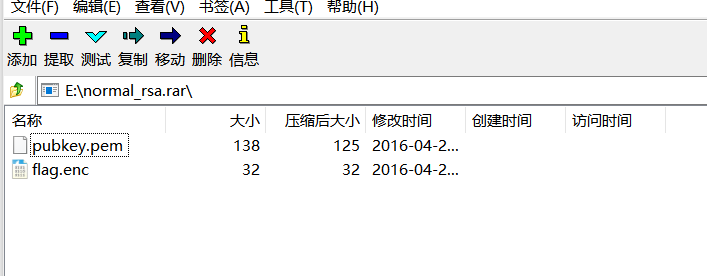 文件(F) 编辑(E) 查看(V) 书签(A) 工具(T) 帮助(H)
添加 提取 测试 复制 移动 删除 信息
E:\normal_rsa.rar\
名称 大小 压缩后大小 修改时间 创建时间 访问时间
pubkey.pem 138 125 2016-04-2...
flag.enc 32 32 2016-04-2...